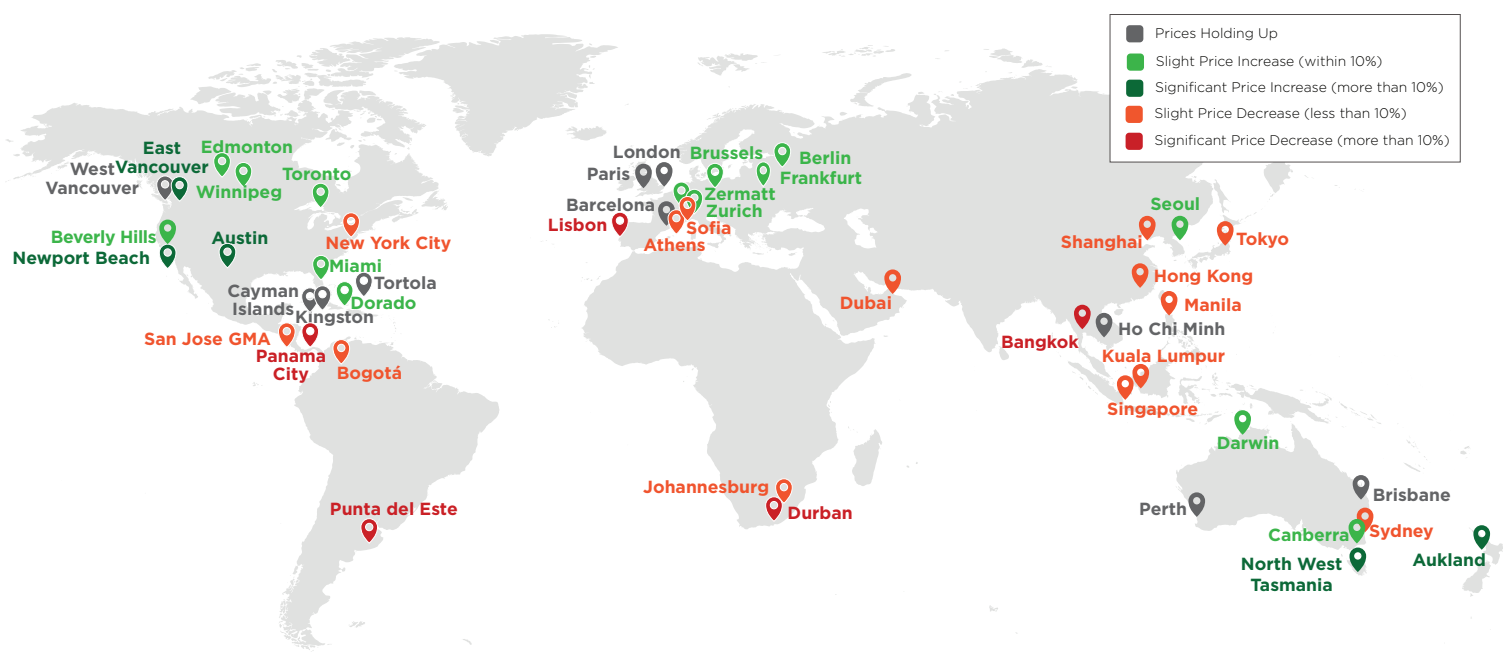 Prices Holding Up
Slight Price Increase (within 10%)
Significant Price Increase (more than 10%)
Slight Price Decrease (less than 10%)
Significant Price Decrease (more than 10%)
East
Vancouver
West
Vancouver
Edmonton
Winnipeg
Toronto
Beverly Hills
Newport Beach
Austin
New York City
Miami
Tortola
Cayman
Islands
Dorado
Kingston
San Jose GMA
Panama
City
Bogotá
Punta del Este
London
Paris
Brussels
Berlin
Frankfurt
Barcelona
Zermatt
Zurich
Lisbon
Sofia
Athens
Dubai
Johannesburg
Durban
Seoul
Shanghai
Tokyo
Hong Kong
Manila
Bangkok
Ho Chi Minh
Kuala Lumpur
Singapore
Darwin
Perth
Brisbane
Canberra
Sydney
North West
Tasmania
Aukland